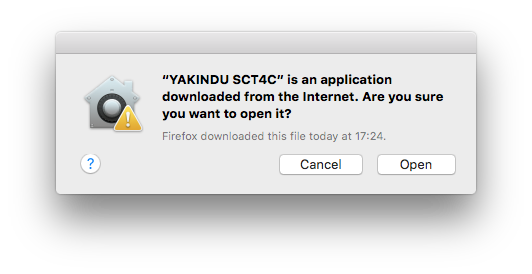 “YAKINDU SCT4C” is an application
downloaded from the Internet. Are you sure
you want to open it?
Firefox downloaded this file today at 17:24.
? Cancel Open